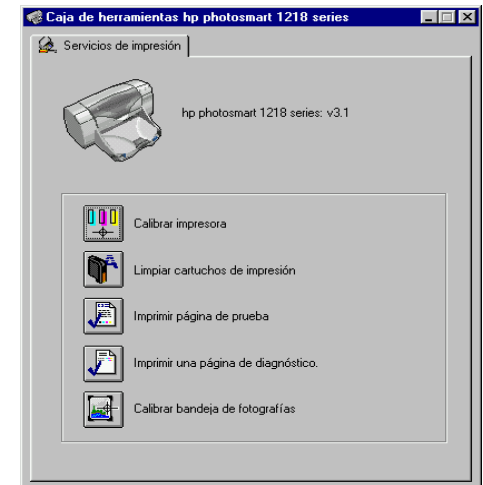 Caja de herramientas hp photosmart 1218 series
Servicios de impresión
hp photosmart 1218 series: v3.1
Calibrar impresora
Limpiar cartuchos de impresión
Imprimir página de prueba
Imprimir una página de diagnóstico.
Calibrar bandeja de fotografías